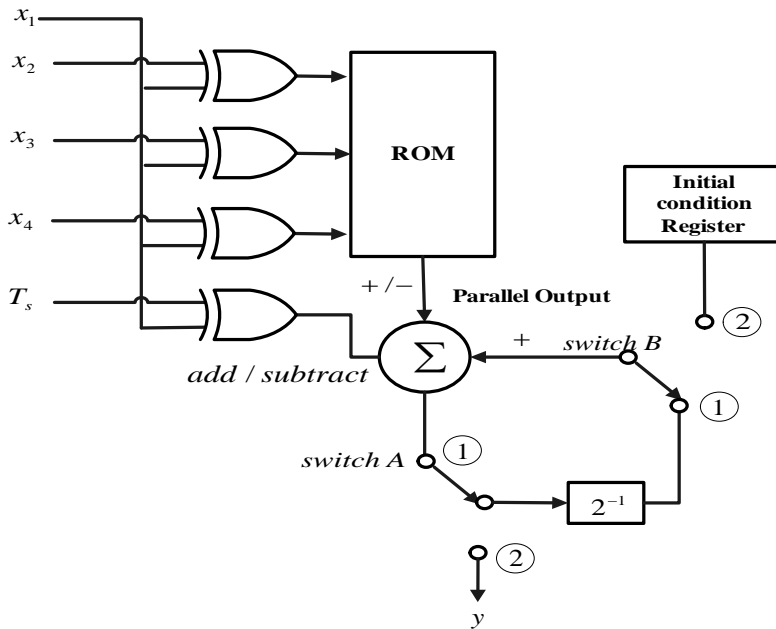 x₁
x₂
x₃
x₄
Tₛ
ROM
Initial
condition
Register
+/−
Parallel Output
②
Σ
+
switch B
add / subtract
①
switch A
①
2⁻¹
②
y